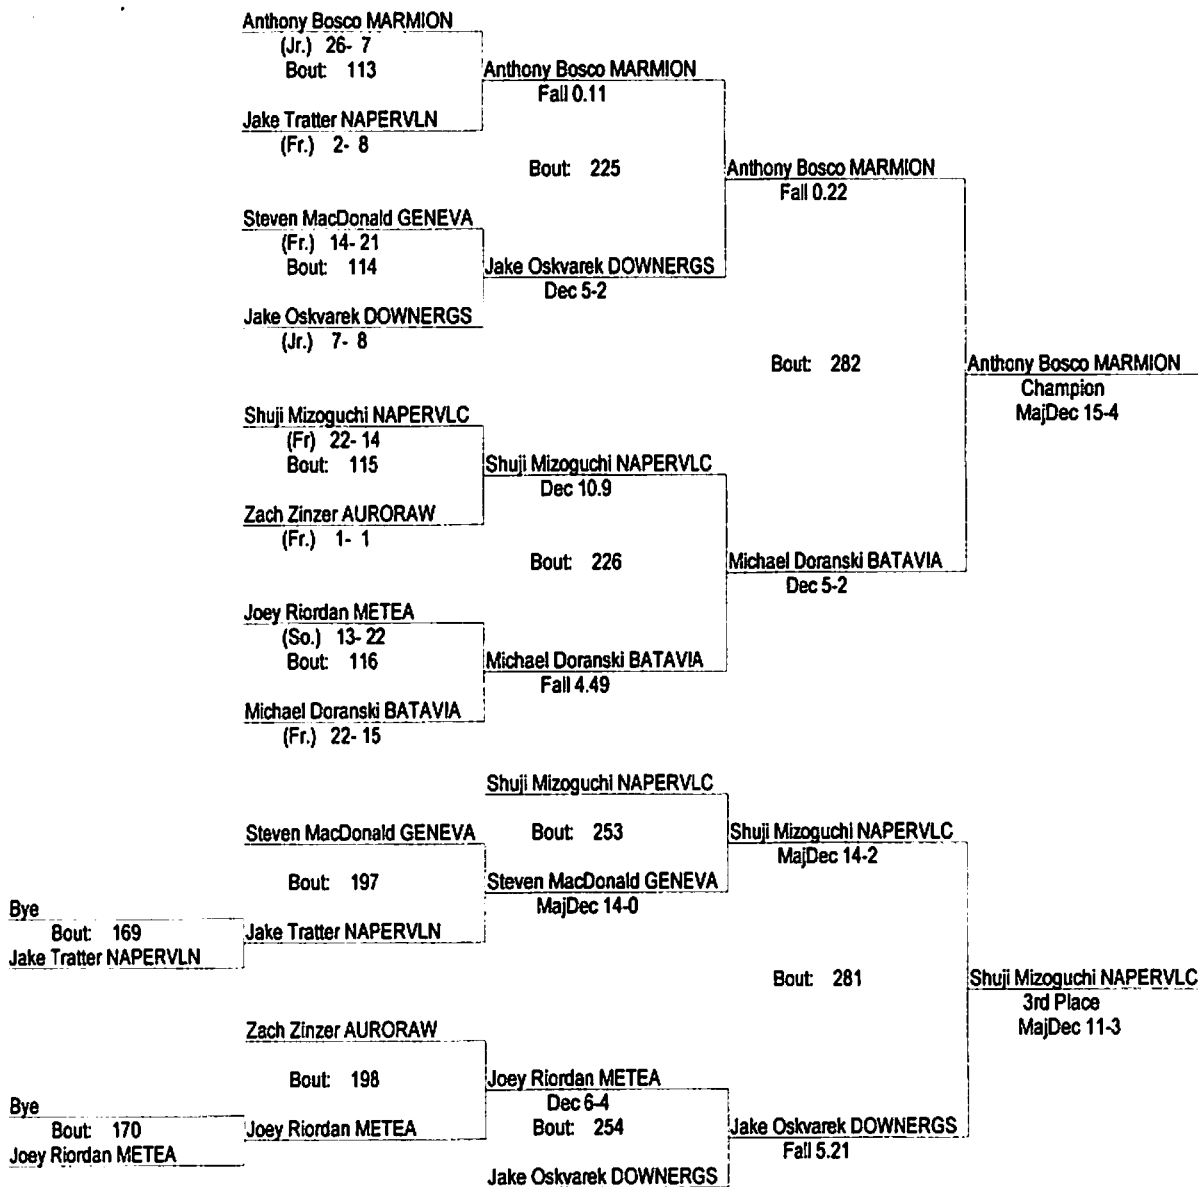 Anthony Bosco MARMION
(Jr.) 26- 7
Bout: 113
Anthony Bosco MARMION
Fall 0.11
Jake Tratter NAPERVLN
(Fr.) 2- 8
Bout: 225
Anthony Bosco MARMION
Fall 0.22
Steven MacDonald GENEVA
(Fr.) 14- 21
Bout: 114
Jake Oskvarek DOWNERGS
Dec 5-2
Jake Oskvarek DOWNERGS
(Jr.) 7- 8
Bout: 282
Anthony Bosco MARMION
Champion
MajDec 15-4
Shuji Mizoguchi NAPERVLC
(Fr) 22- 14
Bout: 115
Shuji Mizoguchi NAPERVLC
Dec 10.9
Zach Zinzer AURORAW
(Fr.) 1- 1
Bout: 226
Michael Doranski BATAVIA
Dec 5-2
Joey Riordan METEA
(So.) 13- 22
Bout: 116
Michael Doranski BATAVIA
Fall 4.49
Michael Doranski BATAVIA
(Fr.) 22- 15
Shuji Mizoguchi NAPERVLC
Bout: 253
Shuji Mizoguchi NAPERVLC
MajDec 14-2
Steven MacDonald GENEVA
Bout: 197
Steven MacDonald GENEVA
MajDec 14-0
Bye
Bout: 169
Jake Tratter NAPERVLN
Jake Tratter NAPERVLN
Bout: 281
Shuji Mizoguchi NAPERVLC
3rd Place
MajDec 11-3
Zach Zinzer AURORAW
Bout: 198
Joey Riordan METEA
Dec 6-4
Bout: 254
Bye
Bout: 170
Joey Riordan METEA
Joey Riordan METEA
Jake Oskvarek DOWNERGS
Fall 5.21
Jake Oskvarek DOWNERGS